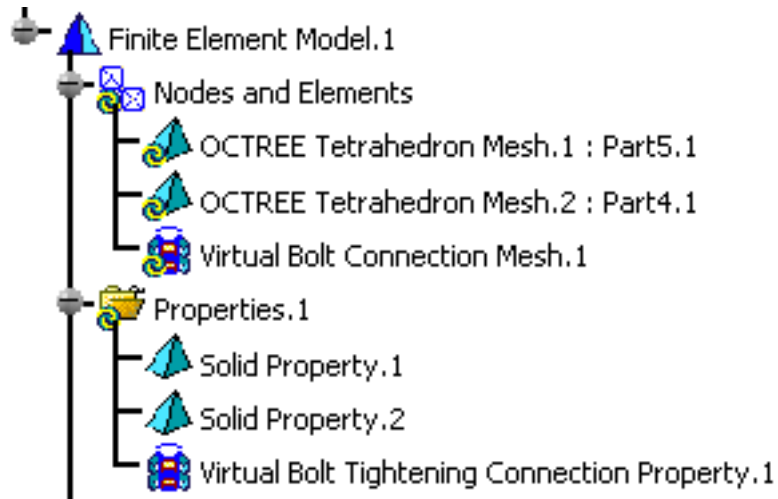 Finite Element Model.1
Nodes and Elements
OCTREE Tetrahedron Mesh.1 : Part5.1
OCTREE Tetrahedron Mesh.2 : Part4.1
Virtual Bolt Connection Mesh.1
Properties.1
Solid Property.1
Solid Property.2
Virtual Bolt Tightening Connection Property.1